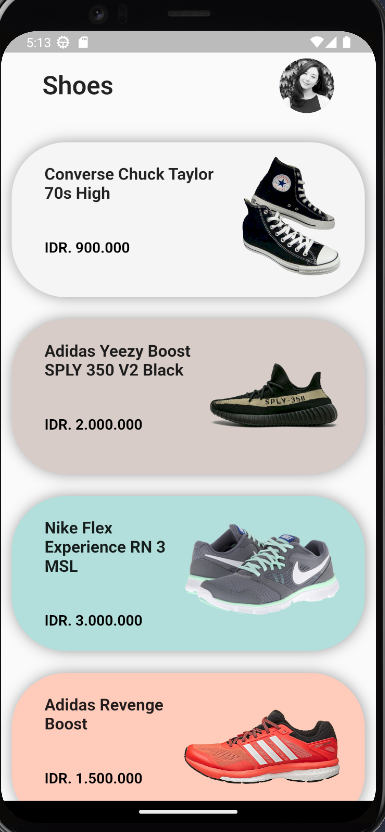 5:13
Shoes
Converse Chuck Taylor
70s High
IDR. 900.000
Adidas Yeezy Boost
SPLY 350 V2 Black
IDR. 2.000.000
SPLY-350
Nike Flex
Experience RN 3
MSL
IDR. 3.000.000
Adidas Revenge
Boost
IDR. 1.500.000